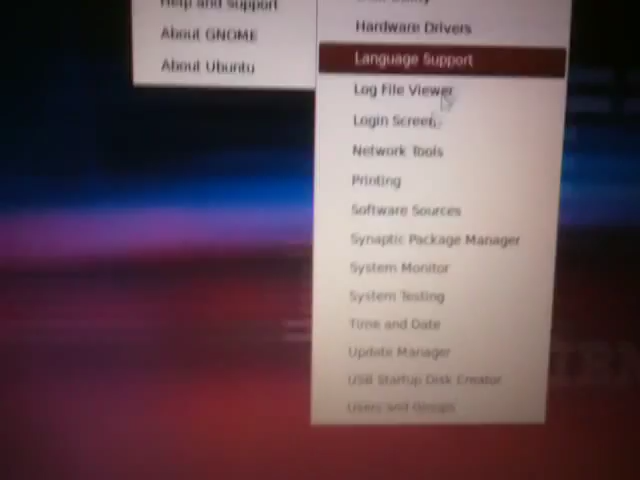 Help and Support
About GNOME
About Ubuntu
Hardware Drivers
Language Support
Log File Viewer
Login Screen
Network Tools
Printing
Software Sources
Synaptic Package Manager
System Monitor
System Testing
Time and Date
Update Manager
USB Startup Disk Creator
Users and Groups